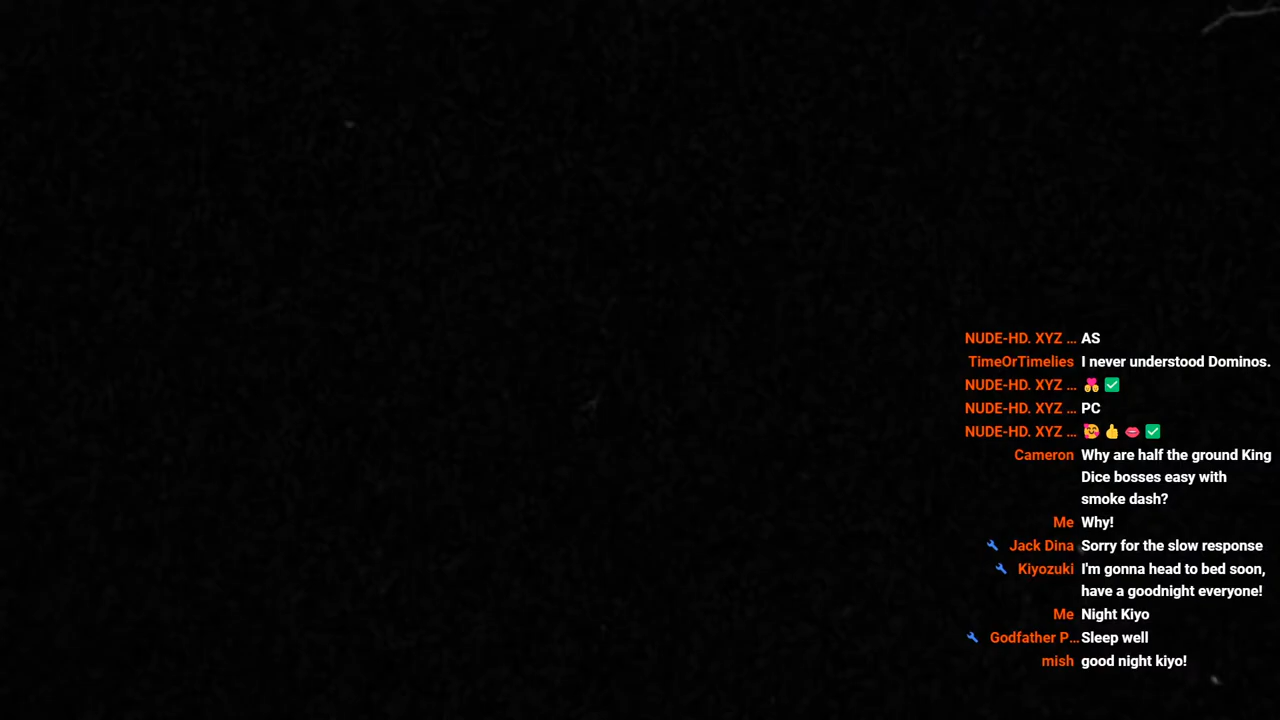 NUDE-HD. XYZ ... AS
TimeOrTimelies I never understood Dominos.
NUDE-HD. XYZ ... 💏 ✅
NUDE-HD. XYZ ... PC
NUDE-HD. XYZ ... 🥰 👍 👄 ✅
Cameron Why are half the ground King
Dice bosses easy with
smoke dash?
Me Why!
Jack Dina Sorry for the slow response
Kiyozuki I'm gonna head to bed soon,
have a goodnight everyone!
Me Night Kiyo
Godfather P... Sleep well
mish good night kiyo!